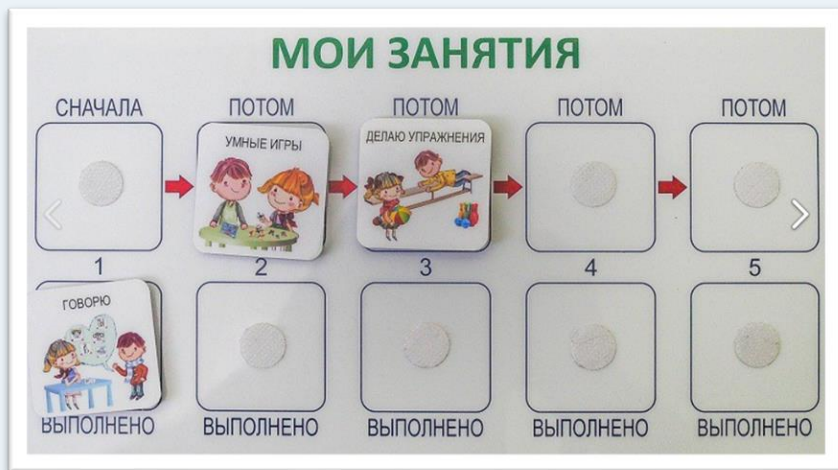 МОИ ЗАНЯТИЯ
СНАЧАЛА ПОТОМ ПОТОМ ПОТОМ ПОТОМ
УМНЫЕ ИГРЫ ДЕЛАЮ УПРАЖНЕНИЯ
1 2 3 4 5
ГОВОРЮ
ВЫПОЛНЕНО ВЫПОЛНЕНО ВЫПОЛНЕНО ВЫПОЛНЕНО ВЫПОЛНЕНО